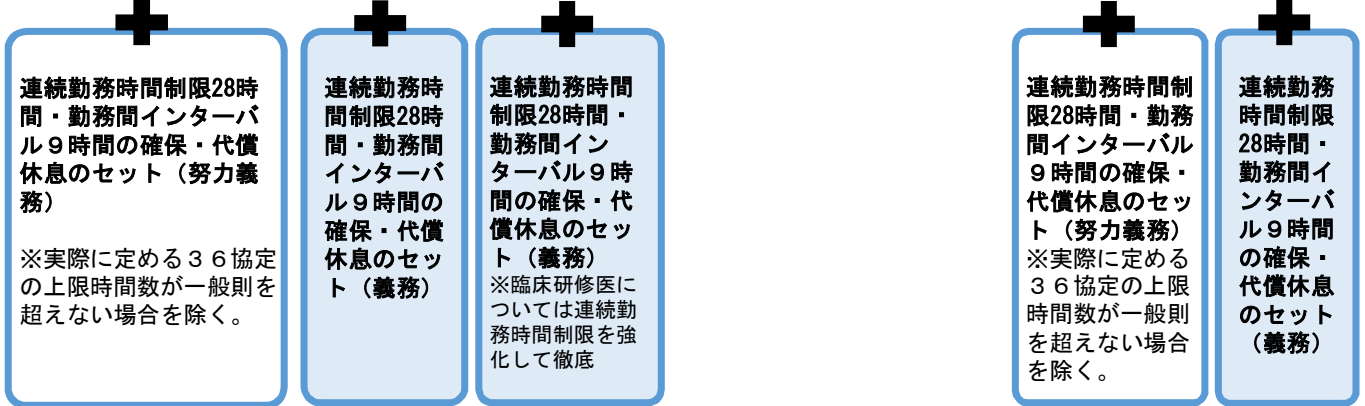 連続勤務時間制限28時
間・勤務間インターバ
ル９時間の確保・代償
休息のセット（努力義
務）
※実際に定める３６協定
の上限時間数が一般則を
超えない場合を除く。
連続勤務時
間制限28時
間・勤務間
インターバ
ル９時間の
確保・代償
休息のセッ
ト（義務）
連続勤務時間
制限28時間・
勤務間イン
ターバル９時
間の確保・代
償休息のセッ
ト（義務）
※臨床研修医に
ついては連続勤
務時間制限を強
化して徹底
連続勤務時間制
限28時間・勤務
間インターバル
９時間の確保・
代償休息のセッ
ト（努力義務）
※実際に定める
３６協定の上限
時間数が一般則
を超えない場合
を除く。
連続勤務
時間制限
28時間・
勤務間イ
ンターバ
ル９時間
の確保・
代償休息
のセット
（義務）